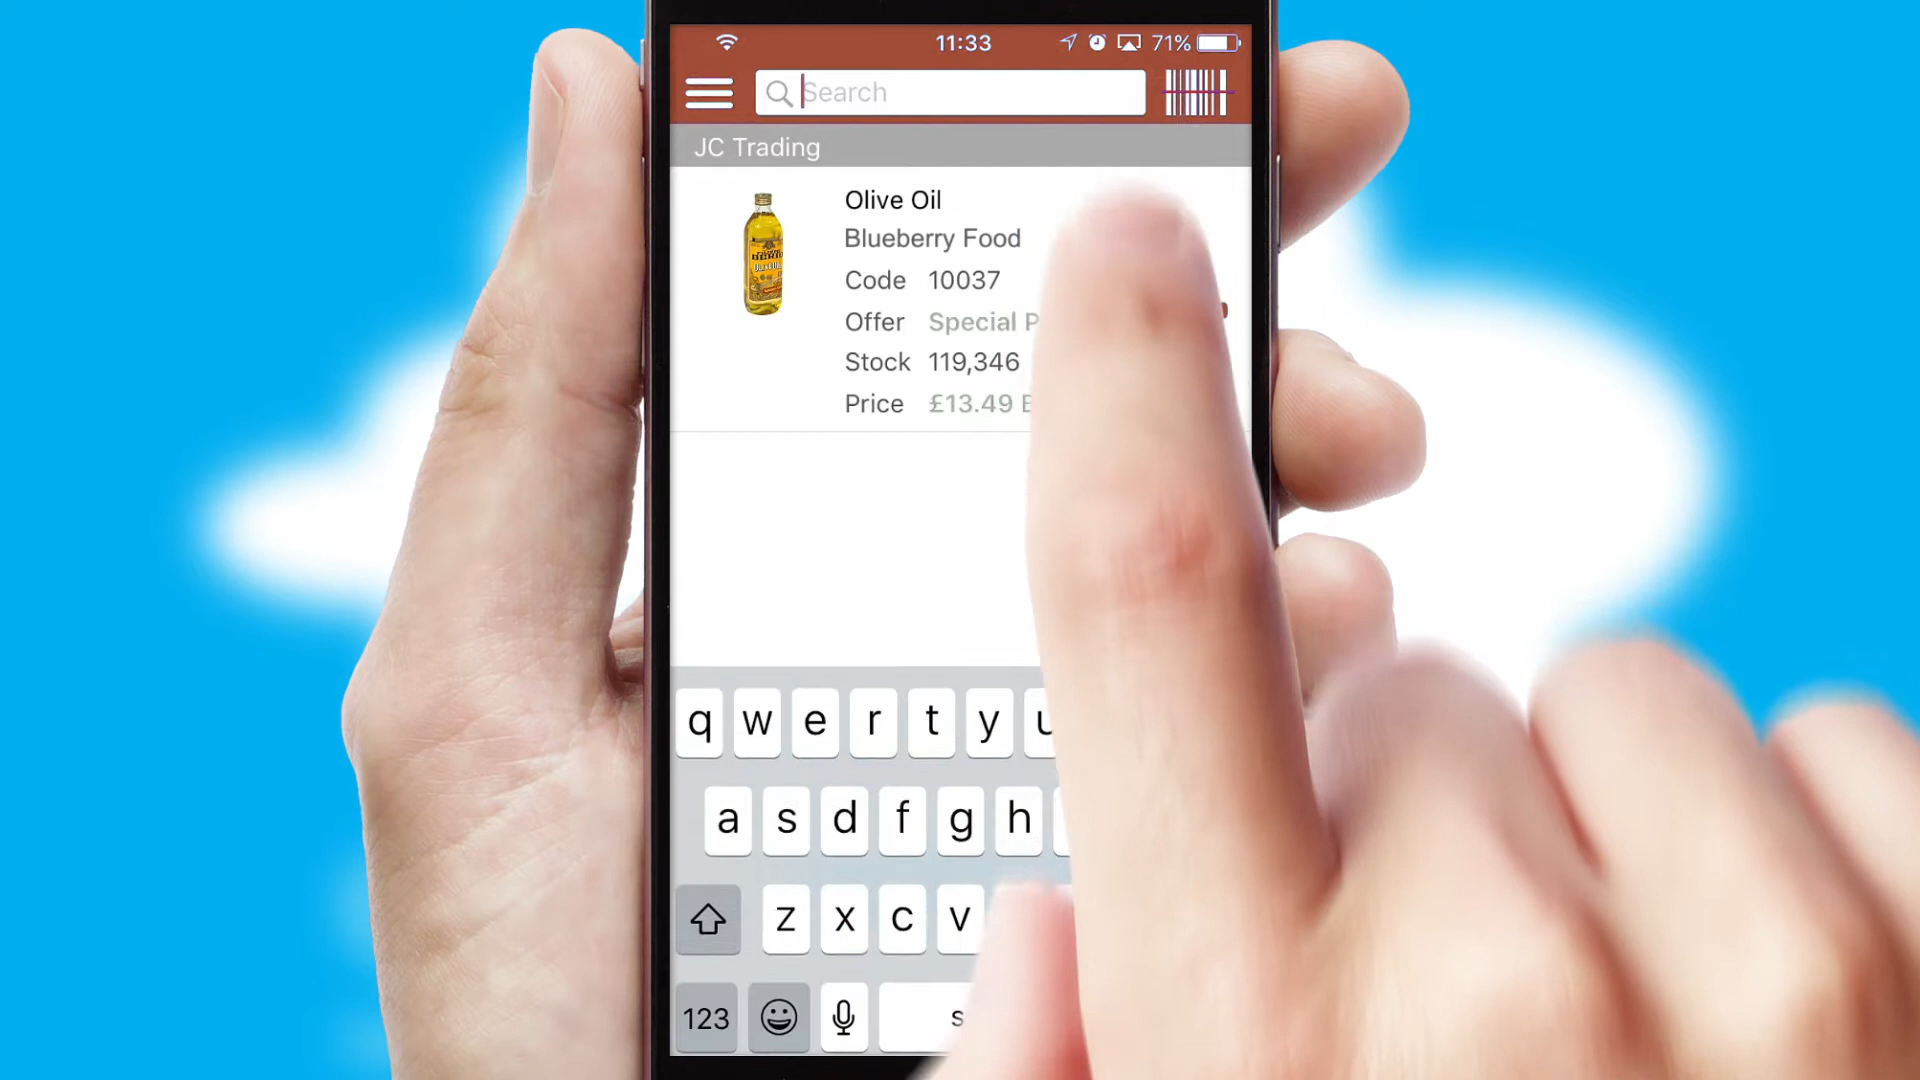 11:33 71%
Search
JC Trading
Olive Oil
Blueberry Food
Code 10037
Offer Special
Stock 119,346
Price £13.49
q w e r t y u
a s d f g h
z x c v
123